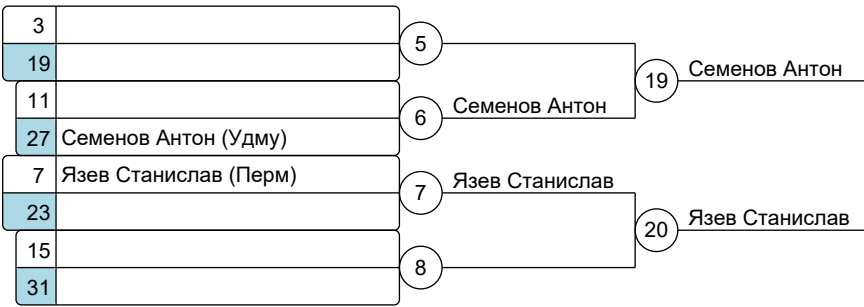 3
5
19
19 Семенов Антон
11
6 Семенов Антон
27 Семенов Антон (Удму)
7 Язев Станислав (Перм)
7 Язев Станислав
23
20 Язев Станислав
15
8
31